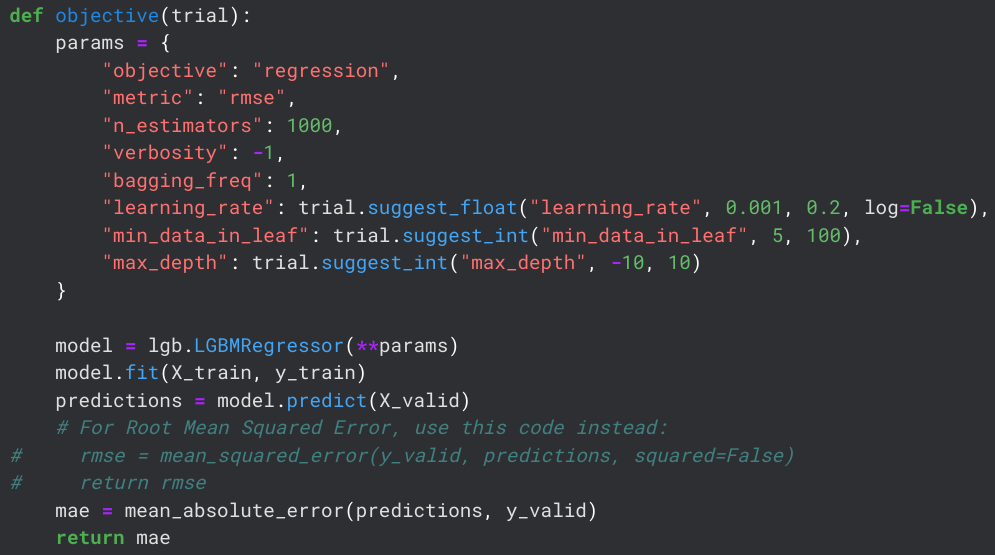 def objective(trial):
    params = {
        "objective": "regression",
        "metric": "rmse",
        "n_estimators": 1000,
        "verbosity": -1,
        "bagging_freq": 1,
        "learning_rate": trial.suggest_float("learning_rate", 0.001, 0.2, log=False),
        "min_data_in_leaf": trial.suggest_int("min_data_in_leaf", 5, 100),
        "max_depth": trial.suggest_int("max_depth", -10, 10)
    }

    model = lgb.LGBMRegressor(**params)
    model.fit(X_train, y_train)
    predictions = model.predict(X_valid)
    # For Root Mean Squared Error, use this code instead:
#     rmse = mean_squared_error(y_valid, predictions, squared=False)
#     return rmse
    mae = mean_absolute_error(predictions, y_valid)
    return mae